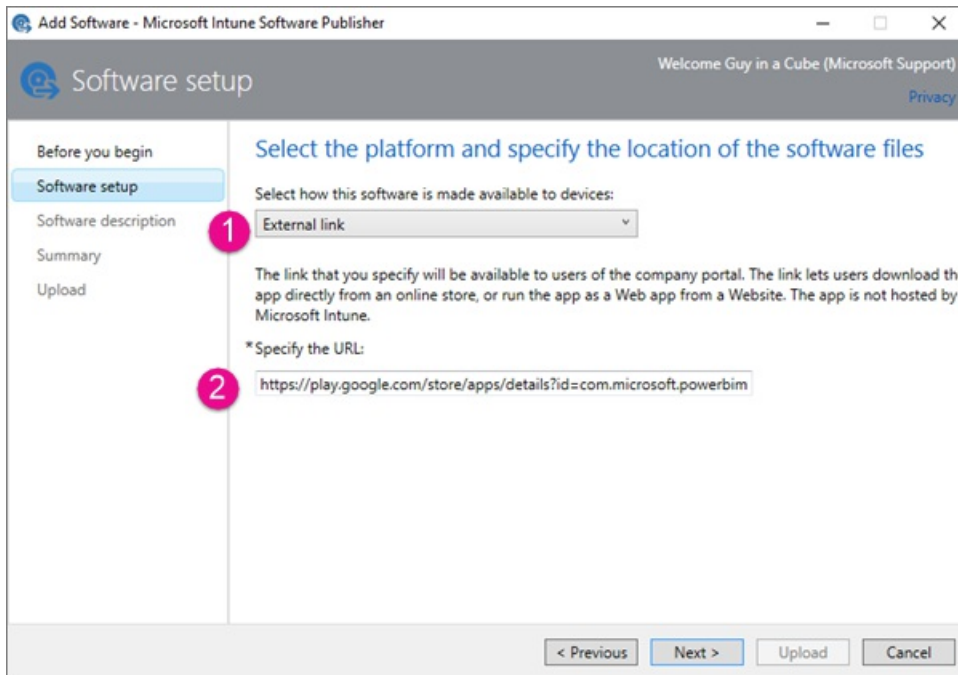 Add Software - Microsoft Intune Software Publisher
Software setup
Welcome Guy in a Cube (Microsoft Support)
Privacy
Before you begin
Software setup
Software description
Summary
Upload
Select the platform and specify the location of the software files
Select how this software is made available to devices:
1
External link
The link that you specify will be available to users of the company portal. The link lets users download th
app directly from an online store, or run the app as a Web app from a Website. The app is not hosted by
Microsoft Intune.
*Specify the URL:
2
https://play.google.com/store/apps/details?id=com.microsoft.powerbim
< Previous
Next >
Upload
Cancel